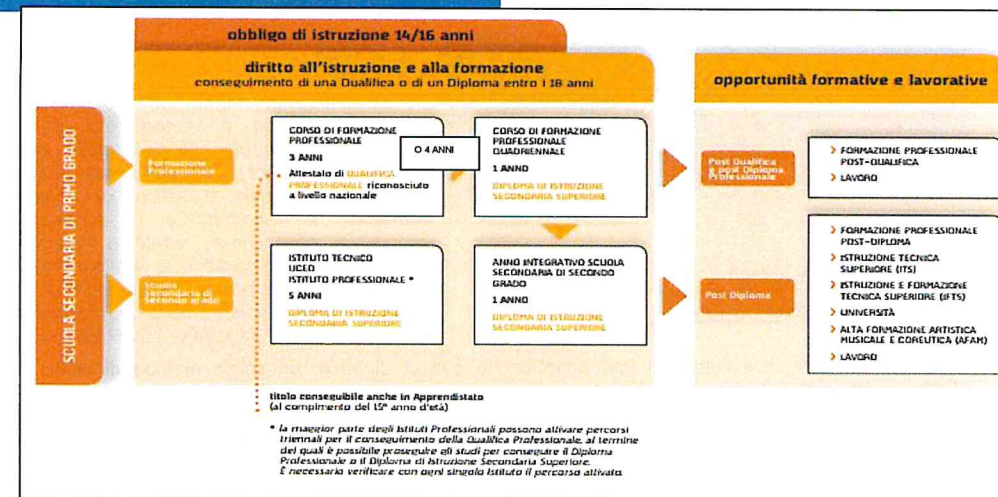 obbligo di istruzione 14/16 anni
diritto all'istruzione e alla formazione
conseguimento di una Qualifica o di un Diploma entro i 18 anni
opportunità formative e lavorative
SCUOLA SECONDARIA DI PRIMO GRADO
Formazione
Professionale
CORSO DI FORMAZIONE
PROFESSIONALE
3 ANNI
Attestato di QUALIFICA
PROFESSIONALE riconosciuto
a livello nazionale
O 4 ANNI
CORSO DI FORMAZIONE
PROFESSIONALE
QUADRIENNALE
1 ANNO
DIPLOMA DI ISTRUZIONE
SECONDARIA SUPERIORE
Post Qualifica
e post Diploma
Professionale
> FORMAZIONE PROFESSIONALE
POST-QUALIFICA
> LAVORO
Scuola
Secondaria di
Secondo grado
ISTITUTO TECNICO
LICEO
ISTITUTO PROFESSIONALE *
5 ANNI
DIPLOMA DI ISTRUZIONE
SECONDARIA SUPERIORE
ANNO INTEGRATIVO SCUOLA
SECONDARIA DI SECONDO
GRADO
1 ANNO
DIPLOMA DI ISTRUZIONE
SECONDARIA SUPERIORE
Post Diploma
> FORMAZIONE PROFESSIONALE
POST-DIPLOMA
> ISTRUZIONE TECNICA
SUPERIORE (ITS)
> ISTRUZIONE E FORMAZIONE
TECNICA SUPERIORE (IFTS)
> UNIVERSITÀ
> ALTA FORMAZIONE ARTISTICA
MUSICALE E COREUTICA (AFAM)
> LAVORO
titolo conseguibile anche in Apprendistato
(al compimento del 15° anno d'età)
* la maggior parte degli Istituti Professionali possono attivare percorsi
triennali per il conseguimento della Qualifica Professionale, al termine
dei quali è possibile proseguire gli studi per conseguire il Diploma
Professionale o il Diploma di Istruzione Secondaria Superiore.
È necessario verificare con ogni singolo Istituto il percorso attivato.